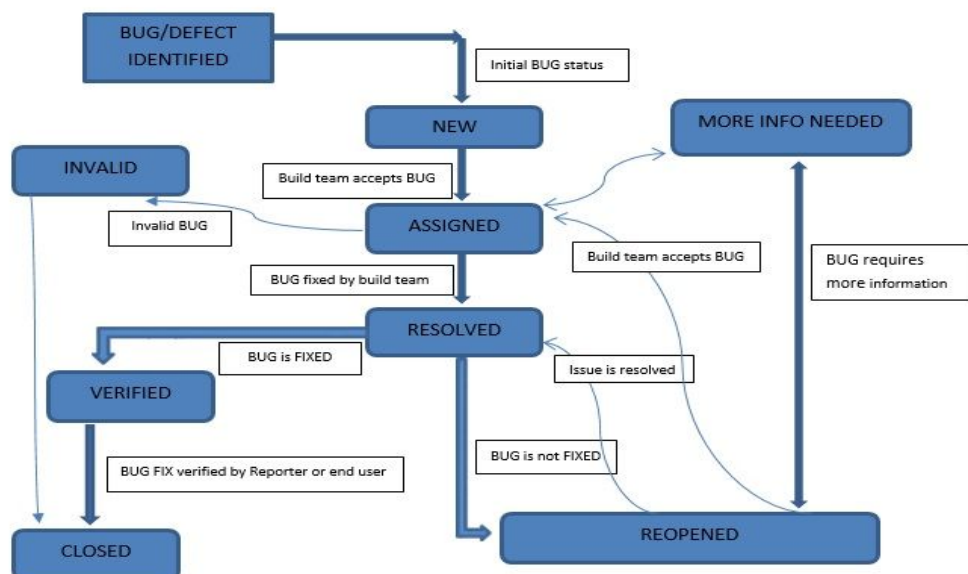 BUG/DEFECT
IDENTIFIED
Initial BUG status
NEW
MORE INFO NEEDED
INVALID
Build team accepts BUG
ASSIGNED
Invalid BUG
Build team accepts BUG
BUG requires
more information
BUG fixed by build team
RESOLVED
BUG is FIXED
Issue is resolved
VERIFIED
BUG is not FIXED
BUG FIX verified by Reporter or end user
REOPENED
CLOSED